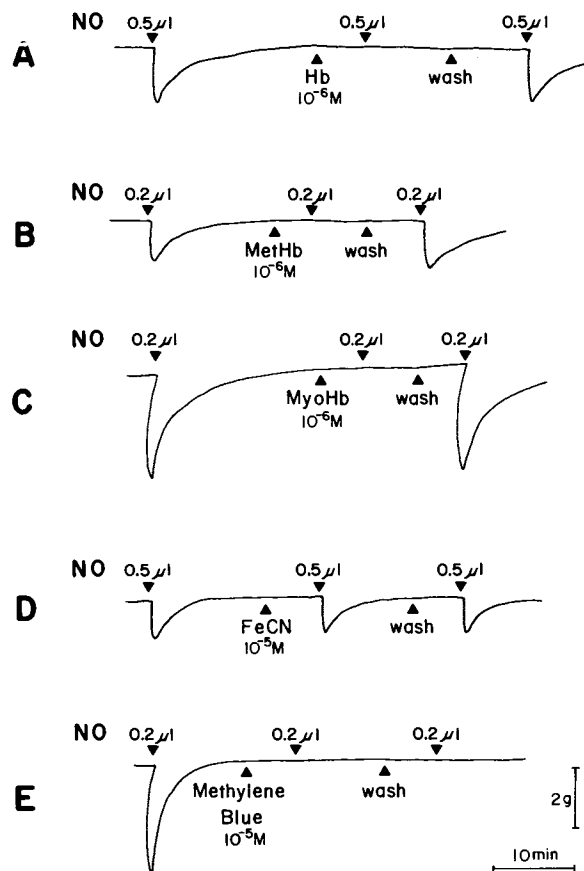 NO 0.5μl 0.5μl 0.5μl
A
Hb wash
10⁻⁶M
NO 0.2μl 0.2μl 0.2μl
B
MetHb wash
10⁻⁶M
NO 0.2μl 0.2μl 0.2μl
C
MyoHb wash
10⁻⁶M
NO 0.5μl 0.5μl 0.5μl
D
FeCN wash
10⁻⁵M
NO 0.2μl 0.2μl 0.2μl
E
Methylene wash
Blue
10⁻⁵M
2g
10min